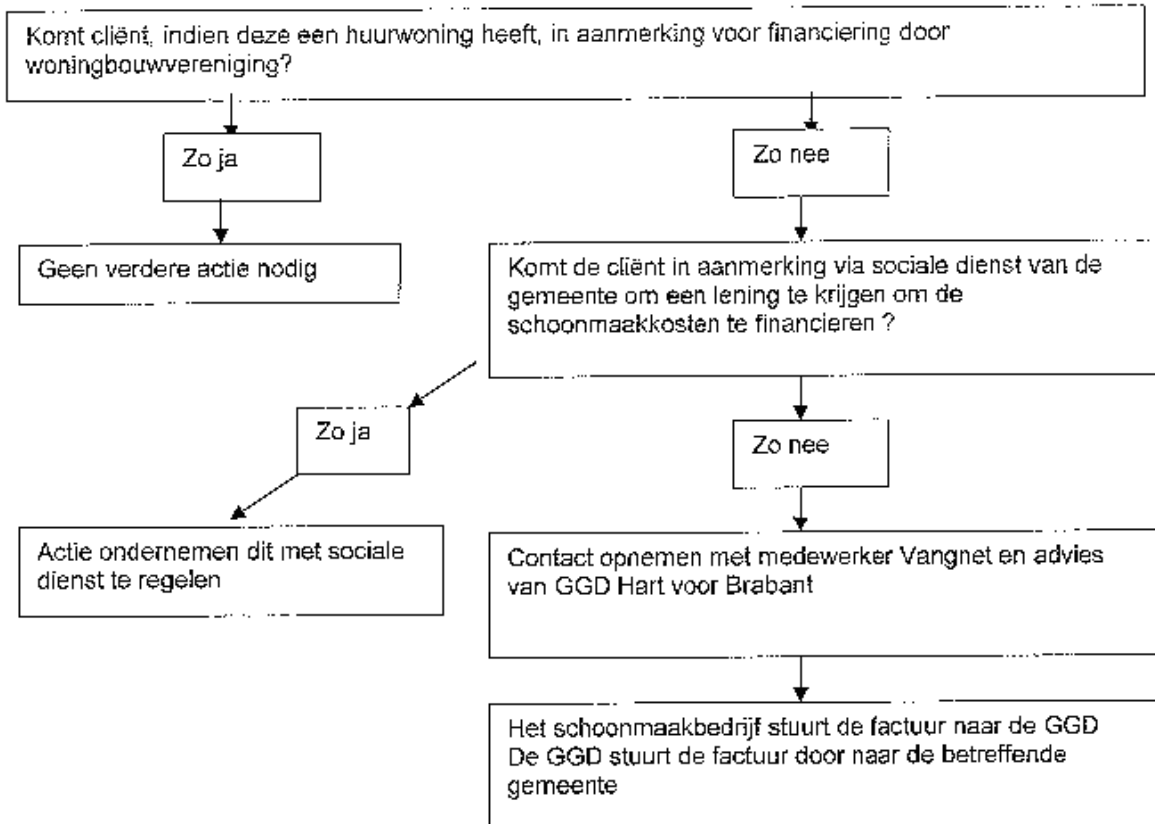 Komt cliënt, indien deze een huurwoning heeft, in aanmerking voor financiering door
woningbouwvereniging?
Zo ja
Zo nee
Geen verdere actie nodig
Komt de cliënt in aanmerking via sociale dienst van de
gemeente om een lening te krijgen om de
schoonmaakkosten te financieren ?
Zo ja
Zo nee
Actie ondernemen dit met sociale
dienst te regelen
Contact opnemen met medewerker Vangnet en advies
van GGD Hart voor Brabant
Het schoonmaakbedrijf stuurt de factuur naar de GGD
De GGD stuurt de factuur door naar de betreffende
gemeente